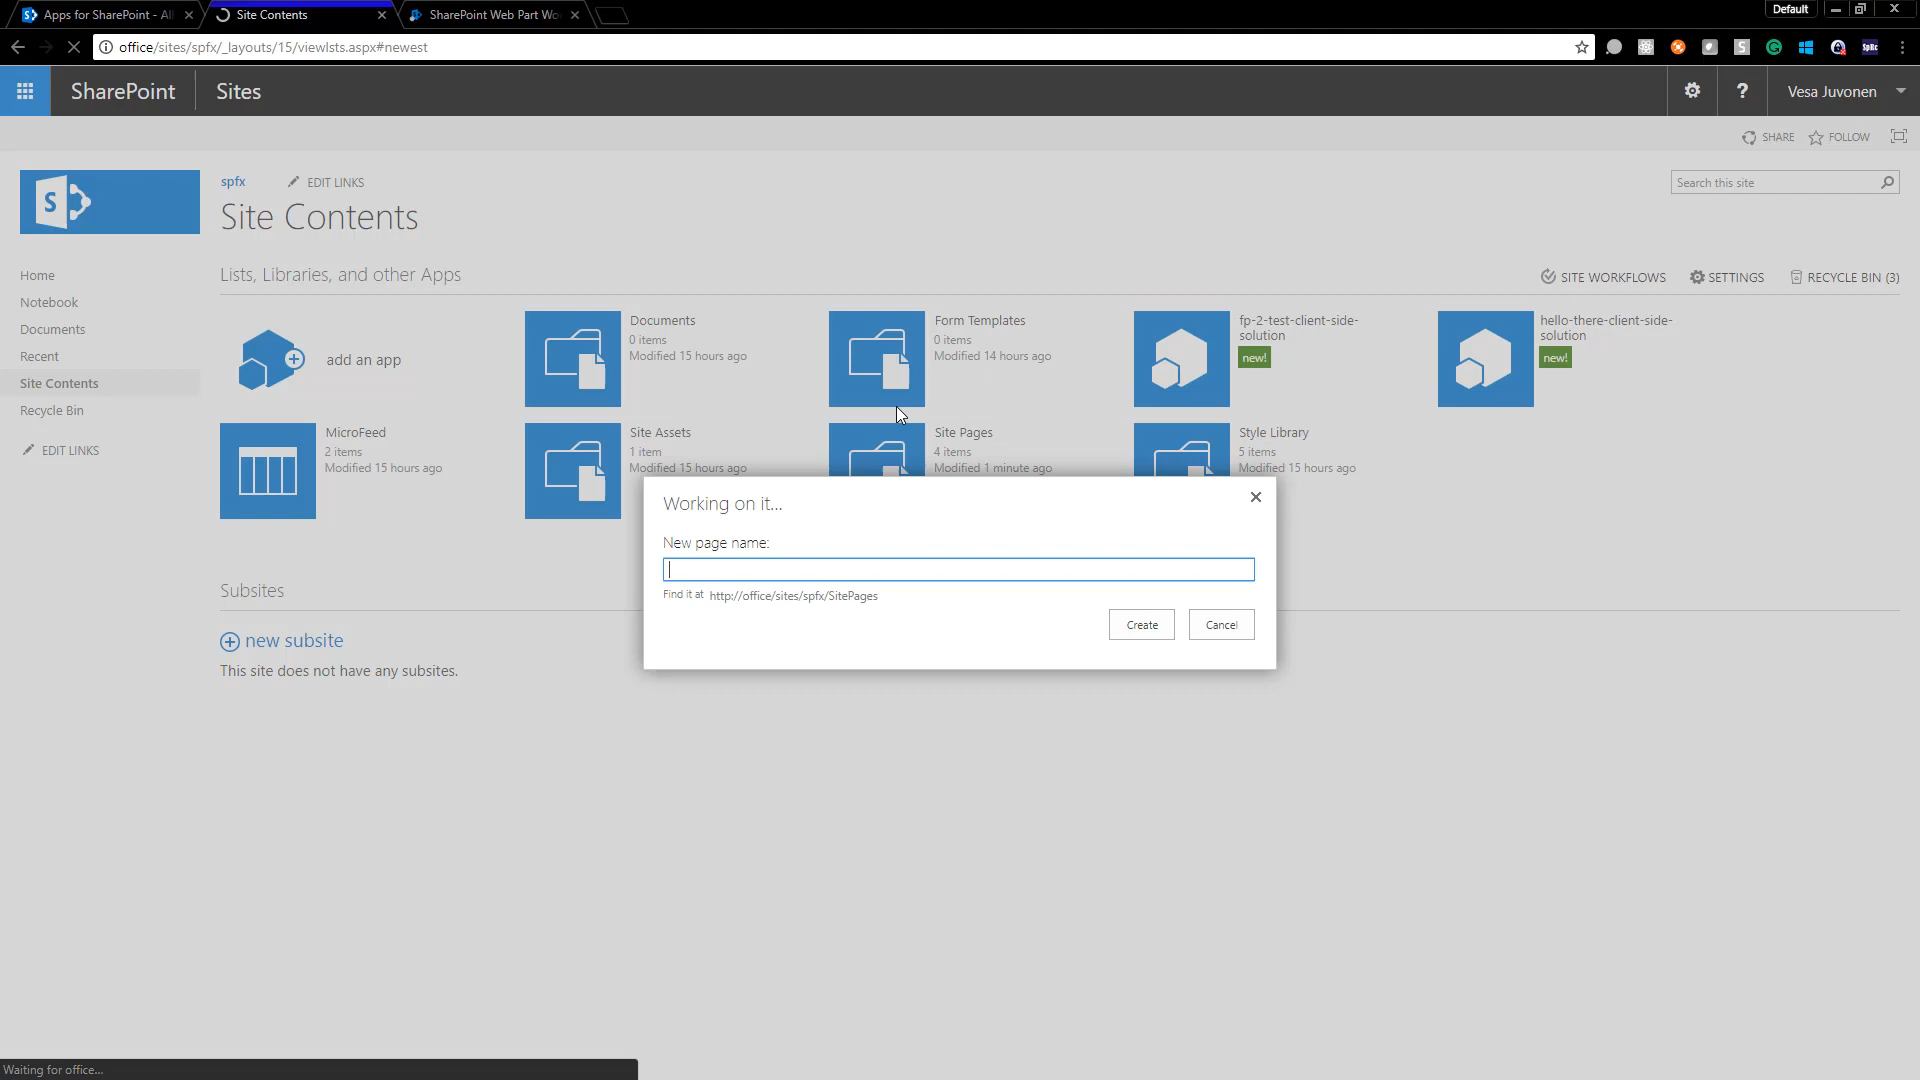 Apps for SharePoint - Al
Site Contents
SharePoint Web Part Wo
Default
office/sites/spfx/_layouts/15/viewlsts.aspx#newest
SpRc
SharePoint
Sites
?
Vesa Juvonen
SHARE
FOLLOW
S
spfx
EDIT LINKS
Search this site
Site Contents
Home
Notebook
Documents
Recent
Site Contents
Recycle Bin
EDIT LINKS
Lists, Libraries, and other Apps
SITE WORKFLOWS
SETTINGS
RECYCLE BIN (3)
add an app
Documents
0 items
Modified 15 hours ago
Form Templates
0 items
Modified 14 hours ago
fp-2-test-client-side-
solution
new!
hello-there-client-side-
solution
new!
MicroFeed
2 items
Modified 15 hours ago
Site Assets
1 item
Modified 15 hours ago
Site Pages
4 items
Modified 1 minute ago
Style Library
5 items
Modified 15 hours ago
Working on it...
New page name:
Find it at http://office/sites/spfx/SitePages
Create
Cancel
Subsites
new subsite
This site does not have any subsites.
Waiting for office...